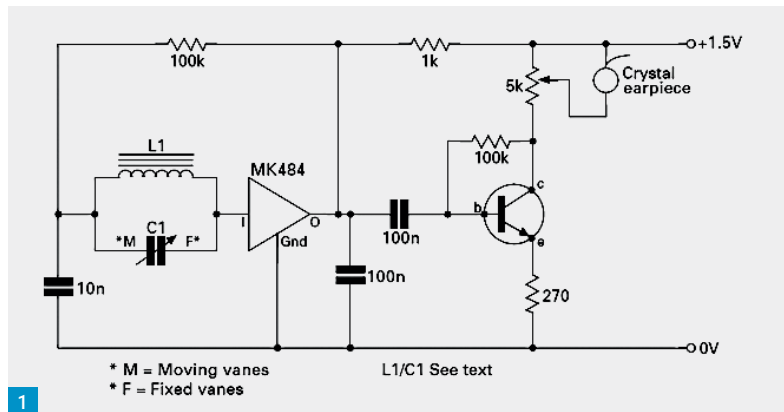 100k
1k
+1.5V
5k
Crystal
earpiece
L1
100k
MK484
C1
*M
F*
I
O
Gnd
b
c
e
10n
100n
100n
270
0V
* M = Moving vanes
* F = Fixed vanes
L1/C1 See text
1